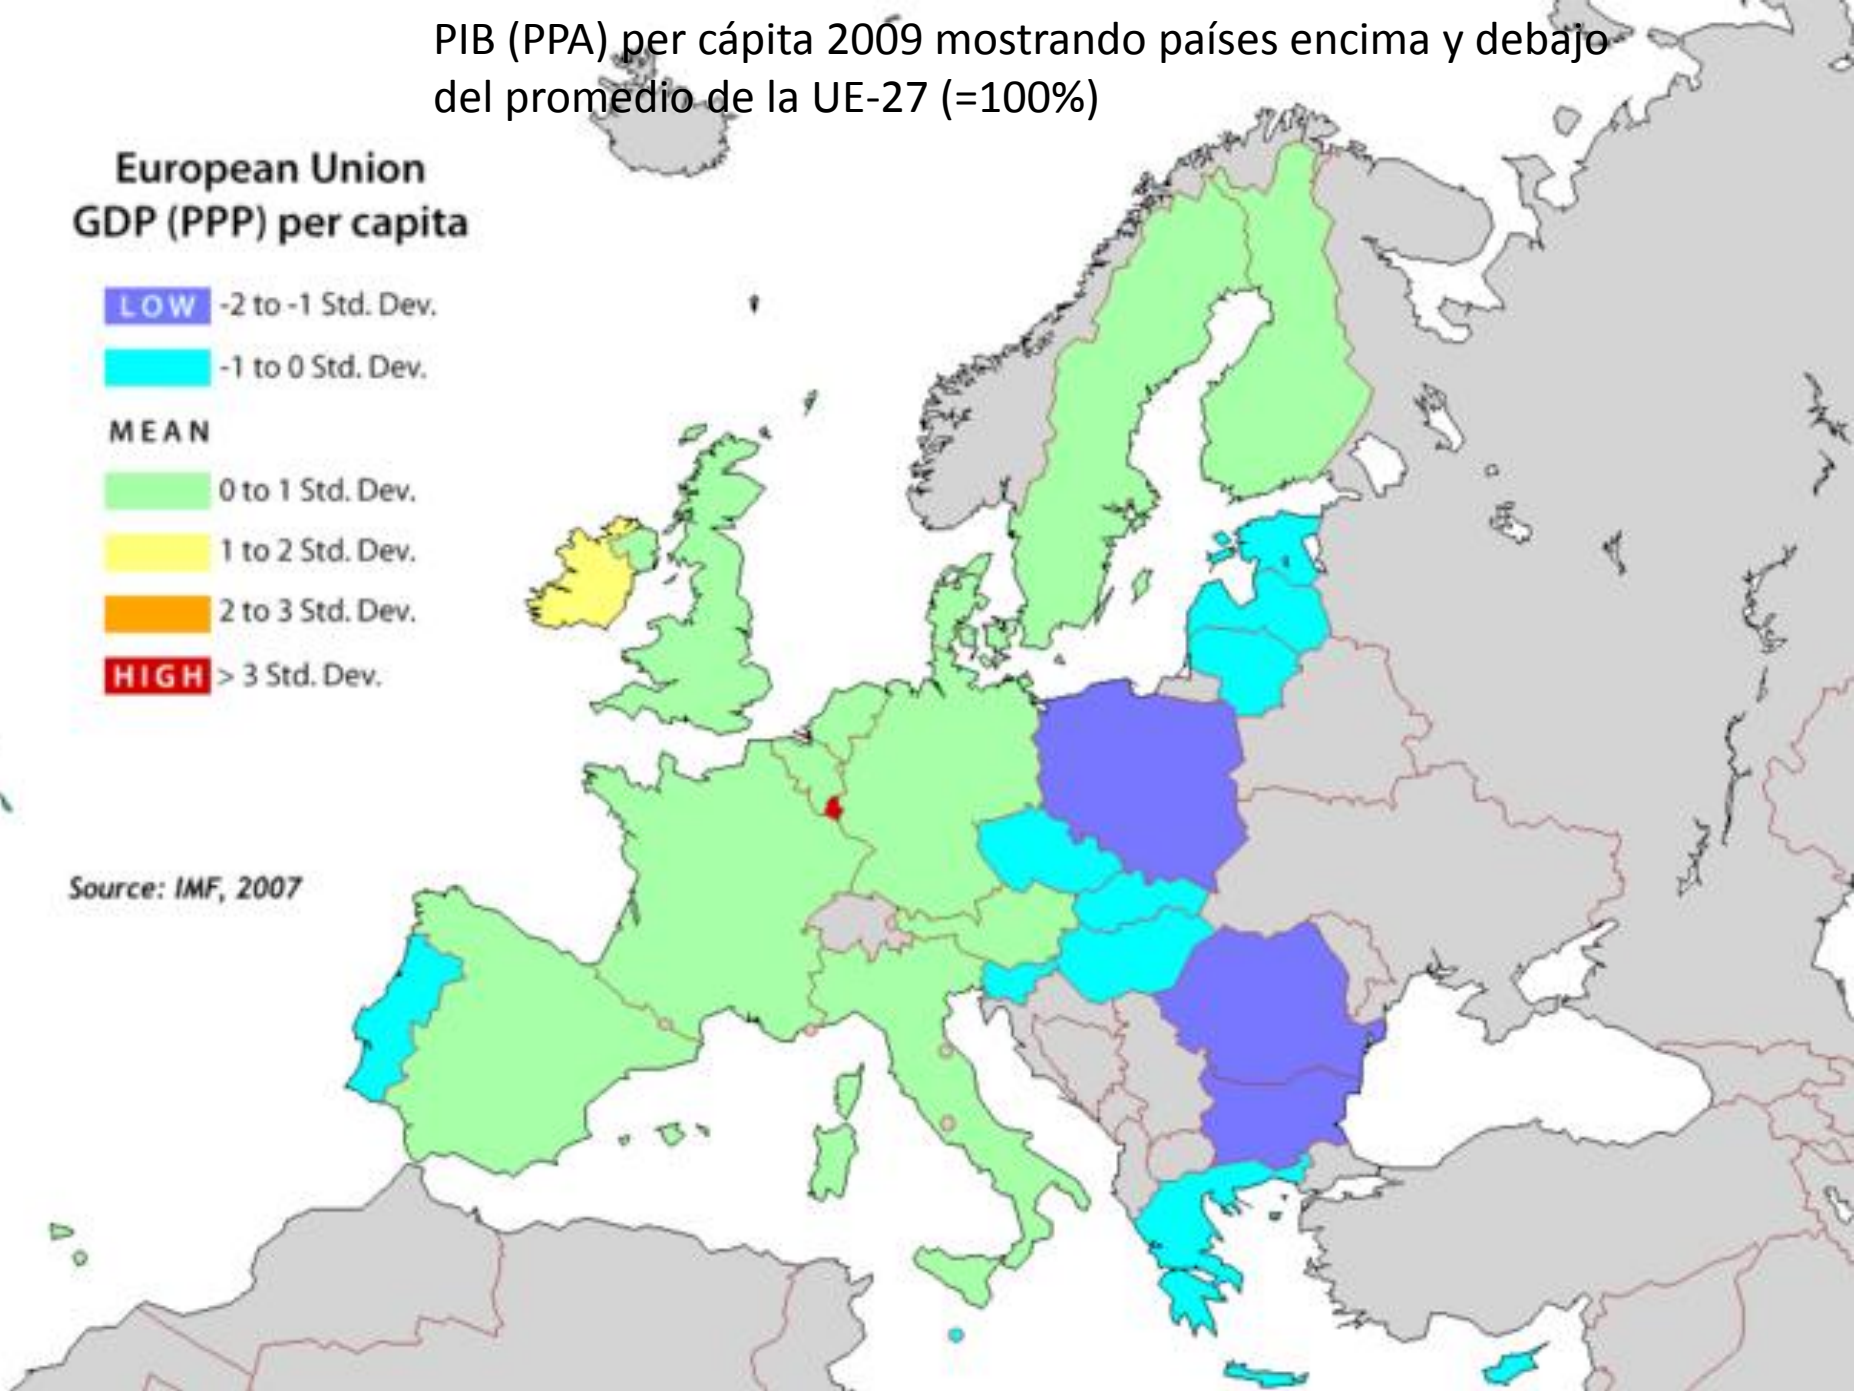 PIB (PPA) per cápita 2009 mostrando países encima y debajo
del promedio de la UE-27 (=100%)
European Union
GDP (PPP) per capita
LOW -2 to -1 Std. Dev.
-1 to 0 Std. Dev.
MEAN
0 to 1 Std. Dev.
1 to 2 Std. Dev.
2 to 3 Std. Dev.
HIGH > 3 Std. Dev.
Source: IMF, 2007